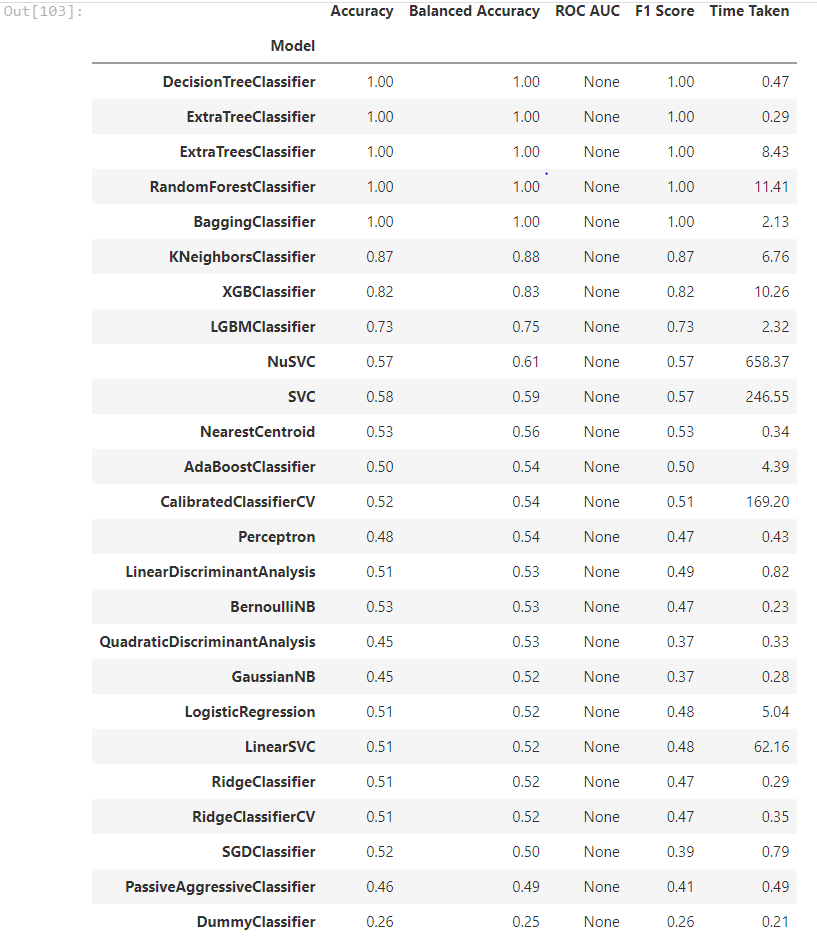 Out[103]:
Accuracy Balanced Accuracy ROC AUC F1 Score Time Taken
Model
DecisionTreeClassifier 1.00 1.00 None 1.00 0.47
ExtraTreeClassifier 1.00 1.00 None 1.00 0.29
ExtraTreesClassifier 1.00 1.00 None 1.00 8.43
RandomForestClassifier 1.00 1.00 None 1.00 11.41
BaggingClassifier 1.00 1.00 None 1.00 2.13
KNeighborsClassifier 0.87 0.88 None 0.87 6.76
XGBClassifier 0.82 0.83 None 0.82 10.26
LGBMClassifier 0.73 0.75 None 0.73 2.32
NuSVC 0.57 0.61 None 0.57 658.37
SVC 0.58 0.59 None 0.57 246.55
NearestCentroid 0.53 0.56 None 0.53 0.34
AdaBoostClassifier 0.50 0.54 None 0.50 4.39
CalibratedClassifierCV 0.52 0.54 None 0.51 169.20
Perceptron 0.48 0.54 None 0.47 0.43
LinearDiscriminantAnalysis 0.51 0.53 None 0.49 0.82
BernoulliNB 0.53 0.53 None 0.47 0.23
QuadraticDiscriminantAnalysis 0.45 0.53 None 0.37 0.33
GaussianNB 0.45 0.52 None 0.37 0.28
LogisticRegression 0.51 0.52 None 0.48 5.04
LinearSVC 0.51 0.52 None 0.48 62.16
RidgeClassifier 0.51 0.52 None 0.47 0.29
RidgeClassifierCV 0.51 0.52 None 0.47 0.35
SGDClassifier 0.52 0.50 None 0.39 0.79
PassiveAggressiveClassifier 0.46 0.49 None 0.41 0.49
DummyClassifier 0.26 0.25 None 0.26 0.21